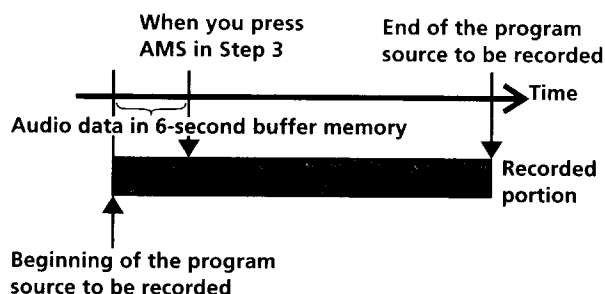 When you press
AMS in Step 3
End of the program
source to be recorded
Time
Audio data in 6-second buffer memory
Recorded
portion
Beginning of the program
source to be recorded